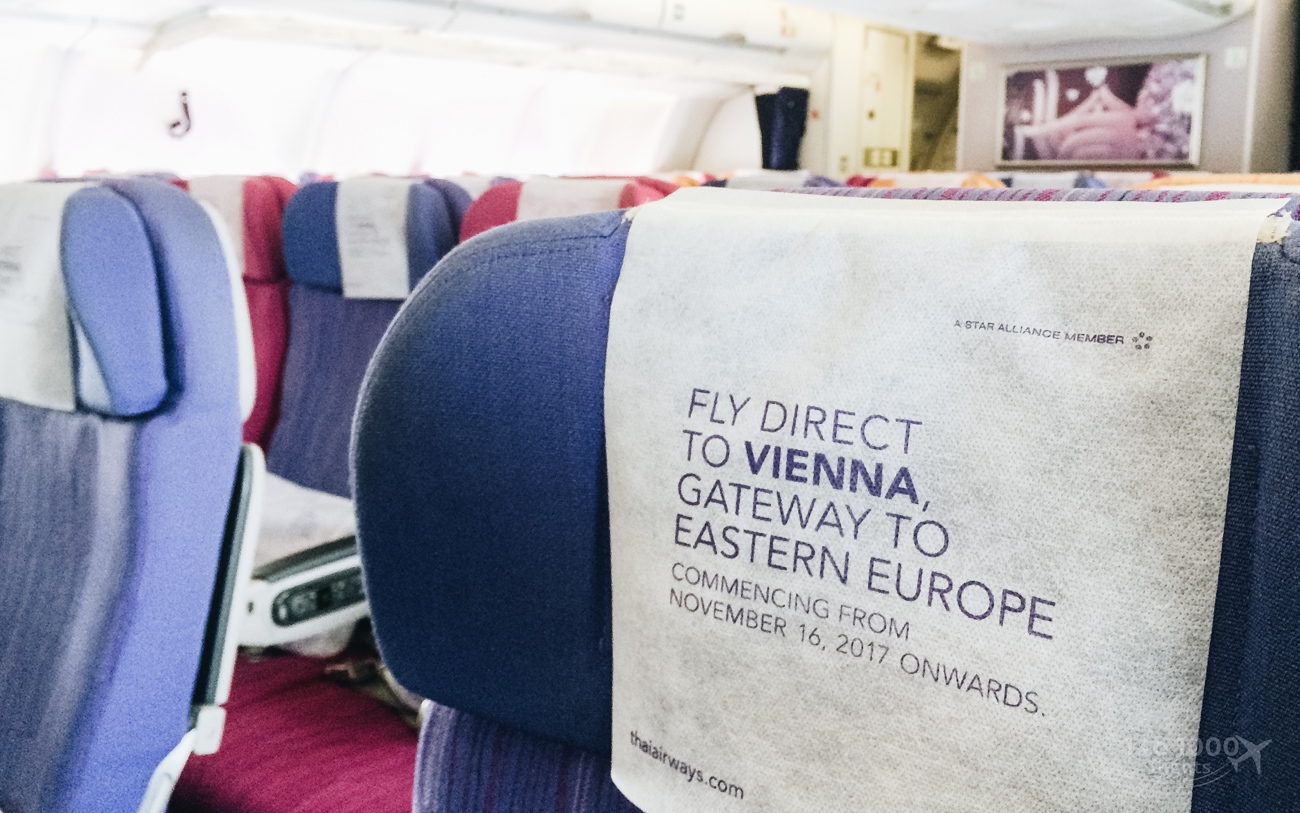 A STAR ALLIANCE MEMBER
FLY DIRECT
TO VIENNA,
GATEWAY TO
EASTERN EUROPE
COMMENCING FROM
NOVEMBER 16, 2017 ONWARDS.
thaiairways.com
1000